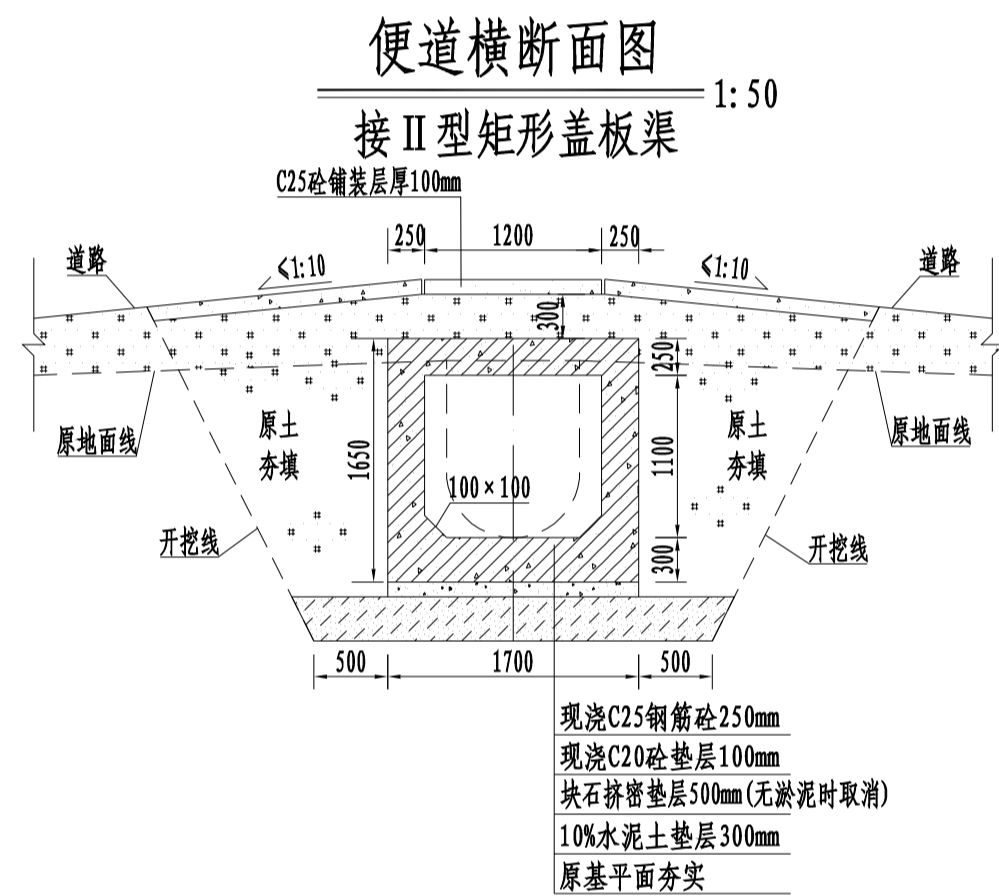 便道横断面图
1:50
接Ⅱ型矩形盖板渠
C25砼铺装层厚100mm
250
1200
250
道路
≤1:10
≤1:10
道路
300
250
原地面线
原土
夯填
1650
1100
原土
夯填
原地面线
100×100
开挖线
300
开挖线
500
1700
500
现浇C25钢筋砼250mm
现浇C20砼垫层100mm
块石挤密垫层500mm(无淤泥时取消)
10%水泥土垫层300mm
原基平面夯实